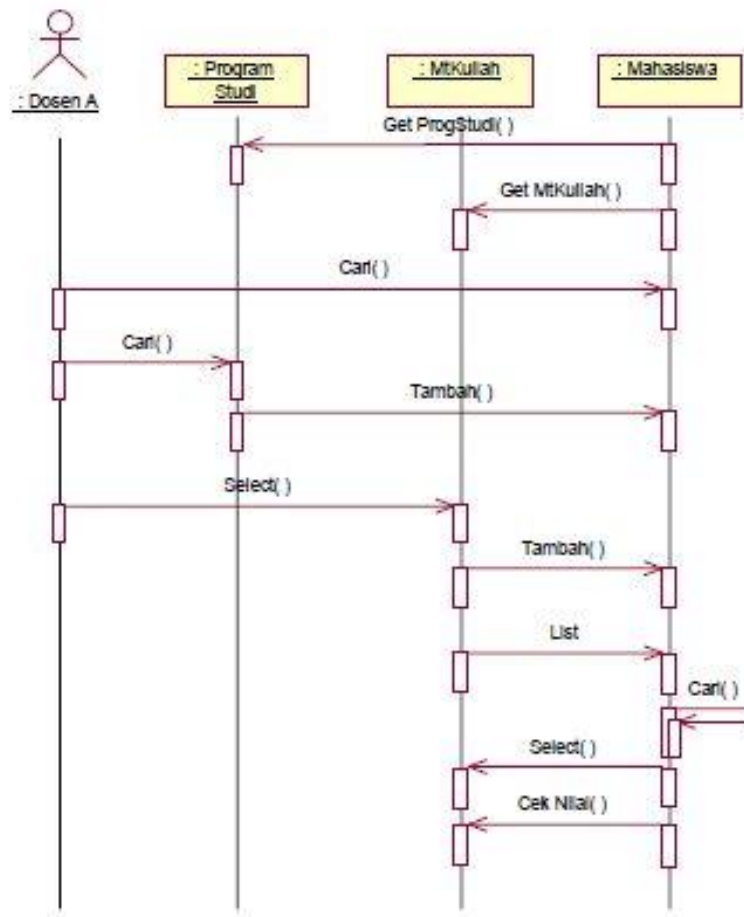 : Dosen A
: Program
Studi
: MtKuliah
: Mahasiswa
Get ProgStudi( )
Get MtKuliah( )
Cari( )
Cari( )
Tambah( )
Select( )
Tambah( )
List
Cari( )
Select( )
Cek Nilai( )